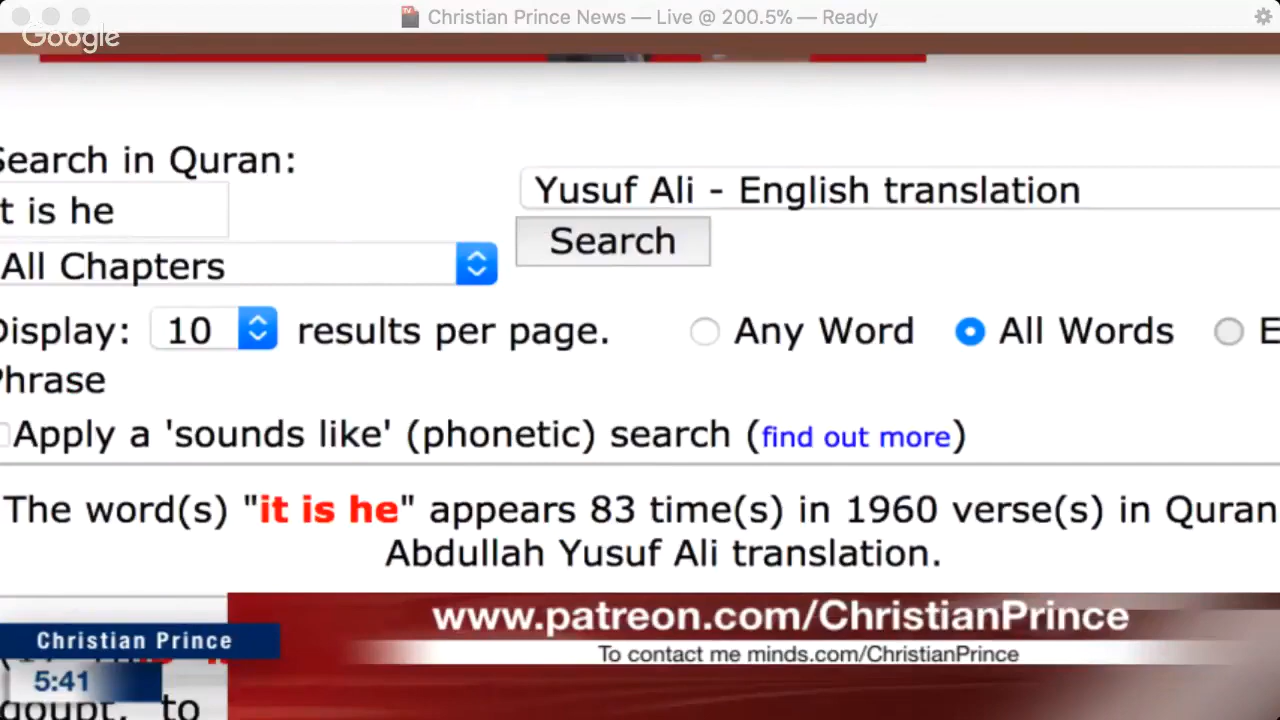 Christian Prince News — Live @ 200.5% — Ready
Google
Search in Quran:
t is he
Yusuf Ali - English translation
Search
All Chapters
Display: 10 results per page.
Any Word
All Words
E
Phrase
Apply a 'sounds like' (phonetic) search (find out more)
The word(s) "it is he" appears 83 time(s) in 1960 verse(s) in Quran
Abdullah Yusuf Ali translation.
www.patreon.com/ChristianPrince
Christian Prince
To contact me minds.com/ChristianPrince
5:41
doubt, to